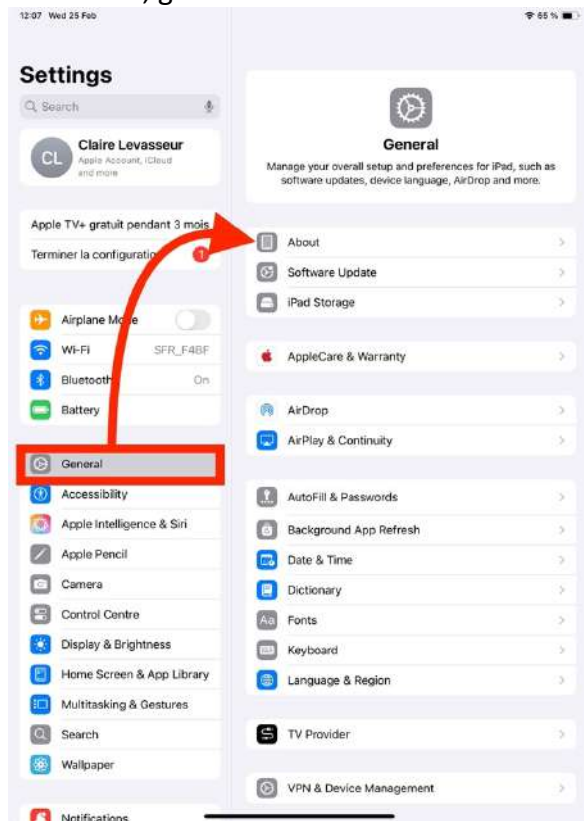 12:07 Wed 25 Feb
65 %
Settings
Search
CL
Claire Levasseur
Apple Account, iCloud
and more
Apple TV+ gratuit pendant 3 mois
Terminer la configuration
1
Airplane Mode
Wi-Fi SFR_F4BF
Bluetooth On
Battery
General
Accessibility
Apple Intelligence & Siri
Apple Pencil
Camera
Control Centre
Display & Brightness
Home Screen & App Library
Multitasking & Gestures
Search
Wallpaper
Notifications
General
Manage your overall setup and preferences for iPad, such as
software updates, device language, AirDrop and more.
About
Software Update
iPad Storage
AppleCare & Warranty
AirDrop
AirPlay & Continuity
AutoFill & Passwords
Background App Refresh
Date & Time
Dictionary
Aa Fonts
Keyboard
Language & Region
TV Provider
VPN & Device Management